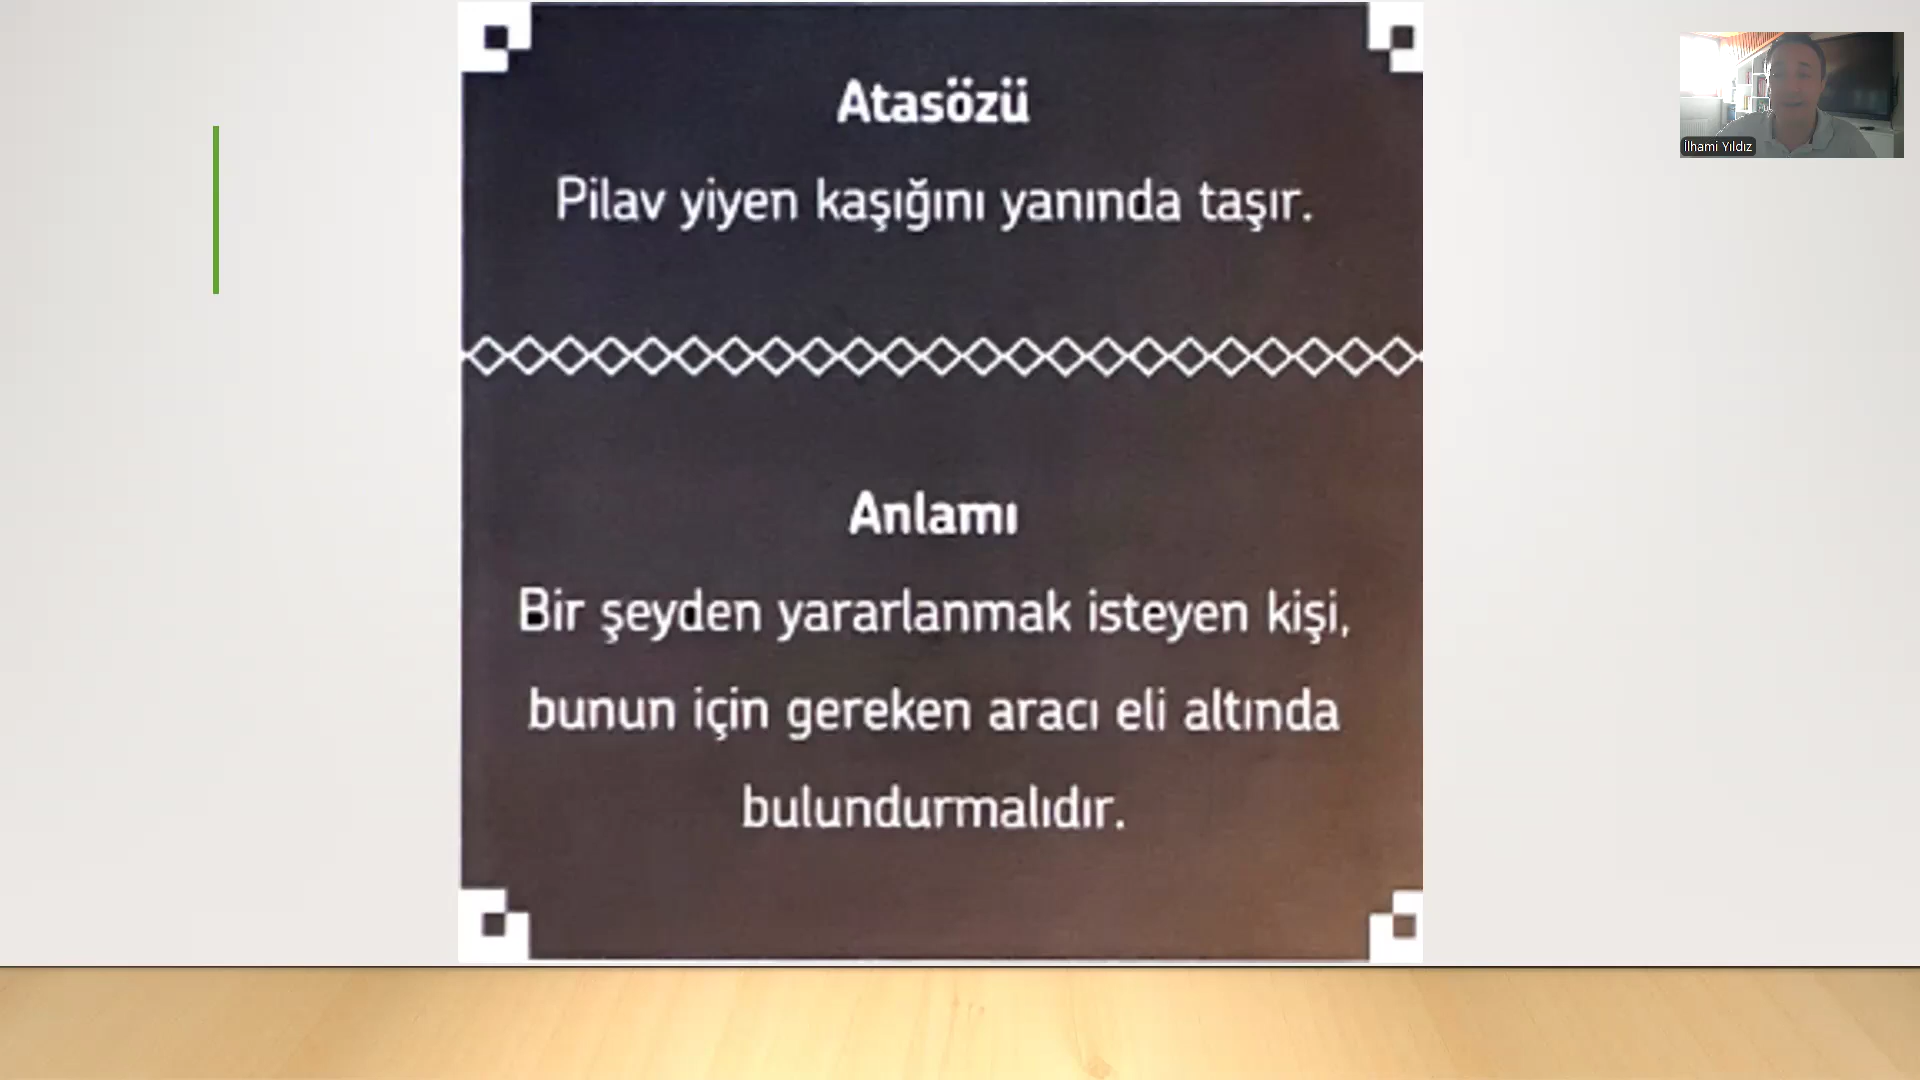 Atasözü
Pilav yiyen kaşığını yanında taşır.
Anlamı
Bir şeyden yararlanmak isteyen kişi,
bunun için gereken aracı eli altında
bulundurmalıdır.
İlhami Yıldız